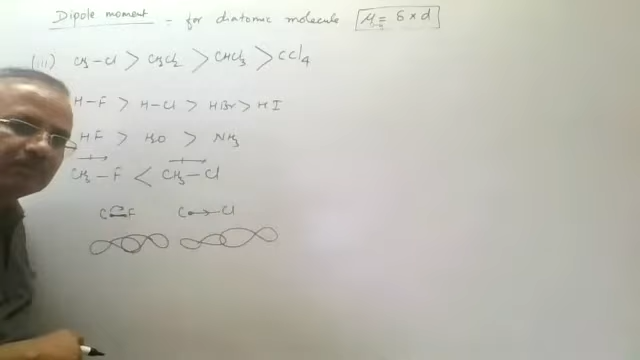 Dipole moment - for diatomic molecule μ = δ × d
(iii) CH3-Cl > CH2Cl2 > CHCl3 > CCl4
H-F > H-Cl > HBr > HI
HF > H2O > NH3
CH3-F < CH3-Cl
C F C Cl